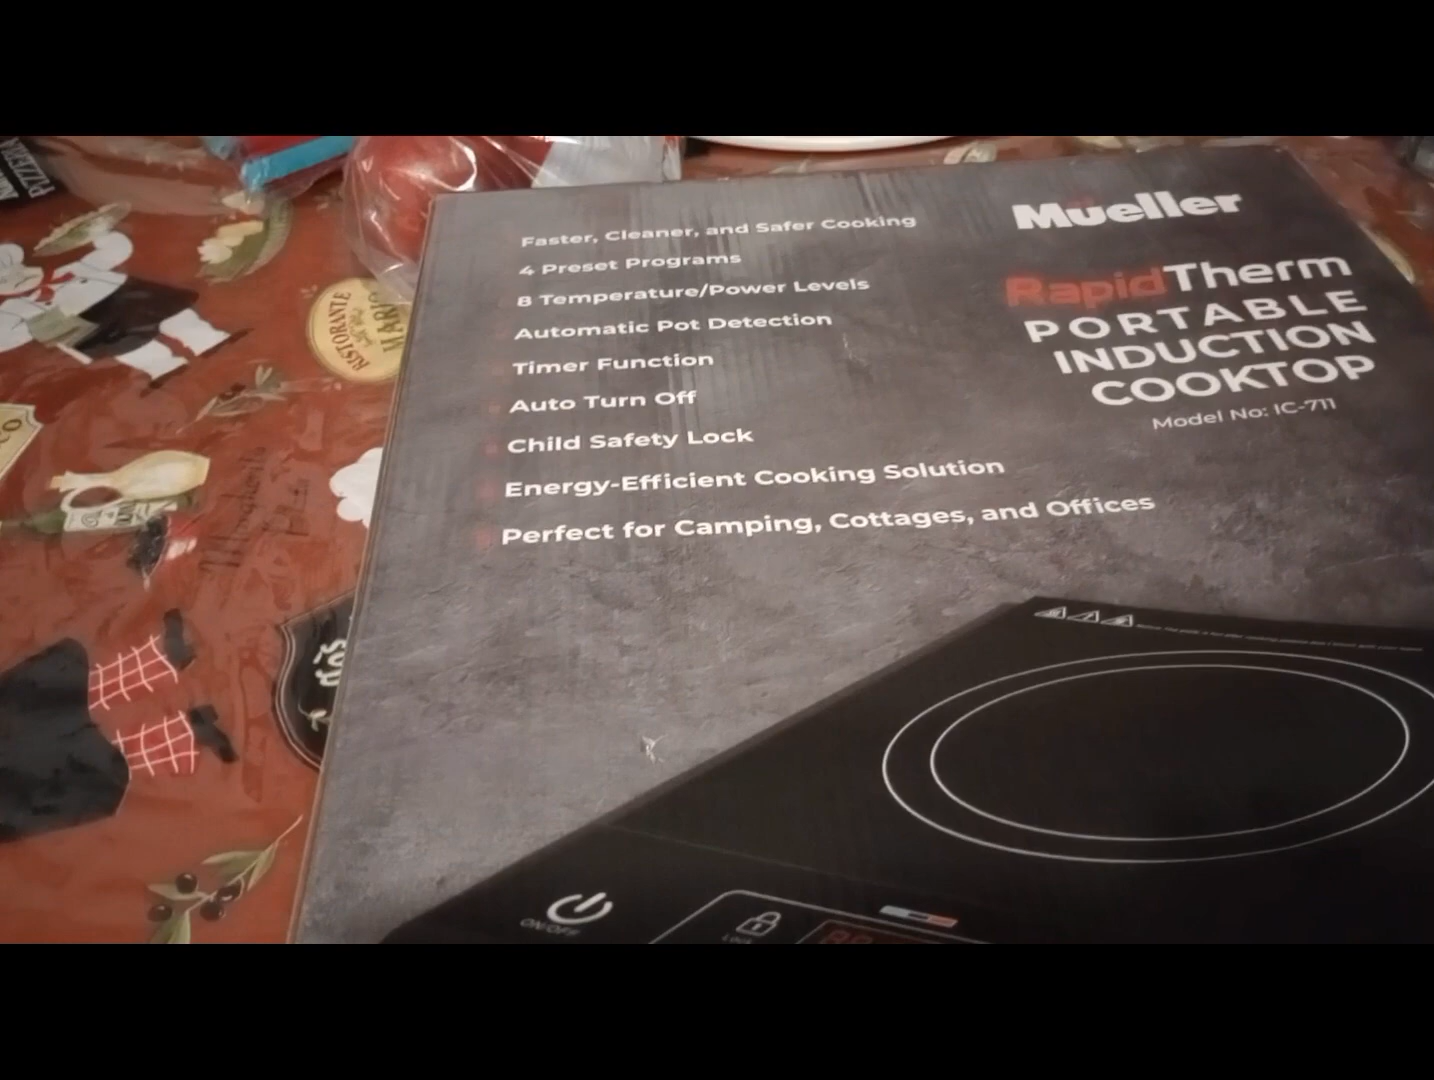 Mueller
RapidTherm
PORTABLE
INDUCTION
COOKTOP
Model No: IC-711
Faster, Cleaner, and Safer Cooking
4 Preset Programs
8 Temperature/Power Levels
Automatic Pot Detection
Timer Function
Auto Turn Off
Child Safety Lock
Energy-Efficient Cooking Solution
Perfect for Camping, Cottages, and Offices
ON/OFF
Lock
RISTORANTE
PIZZERIA